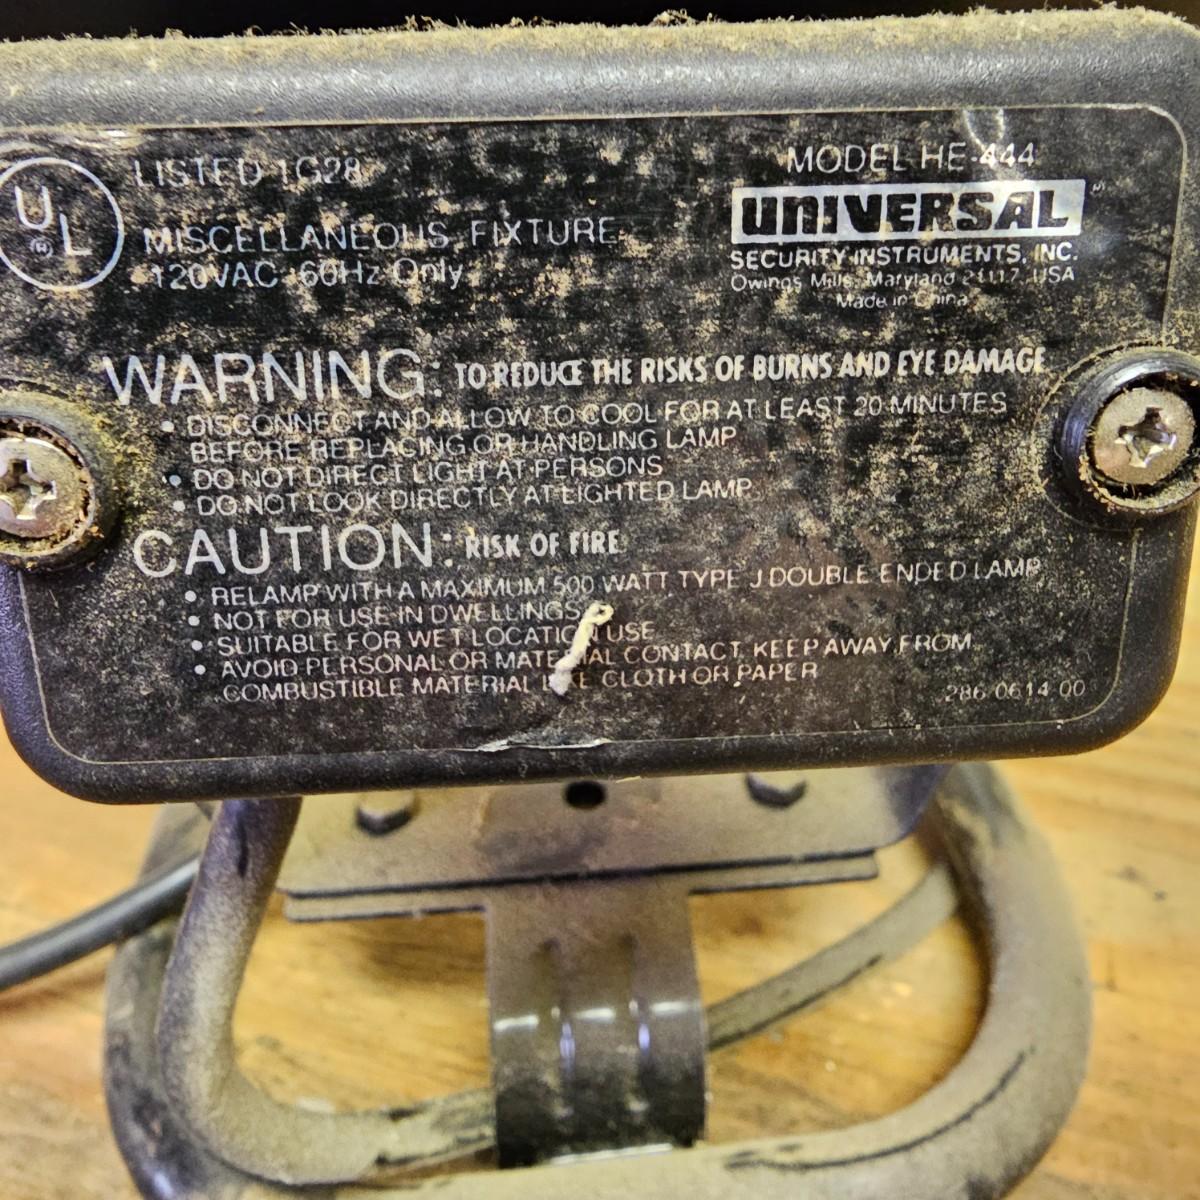 UL
(R)
LISTED 1G28
MISCELLANEOUS FIXTURE
120VAC 60Hz Only
MODEL HE-444
UNIVERSAL
SECURITY INSTRUMENTS, INC.
Owings Mills, Maryland 21117, USA
Made in China
WARNING: TO REDUCE THE RISKS OF BURNS AND EYE DAMAGE
• DISCONNECT AND ALLOW TO COOL FOR AT LEAST 20 MINUTES
BEFORE REPLACING OR HANDLING LAMP
• DO NOT DIRECT LIGHT AT PERSONS
• DO NOT LOOK DIRECTLY AT LIGHTED LAMP
CAUTION: RISK OF FIRE
• RELAMP WITH A MAXIMUM 500 WATT TYPE J DOUBLE ENDED LAMP
• NOT FOR USE IN DWELLINGS
• SUITABLE FOR WET LOCATION USE
• AVOID PERSONAL OR MATERIAL CONTACT, KEEP AWAY FROM
COMBUSTIBLE MATERIAL LIKE CLOTH OR PAPER
286-0614-00